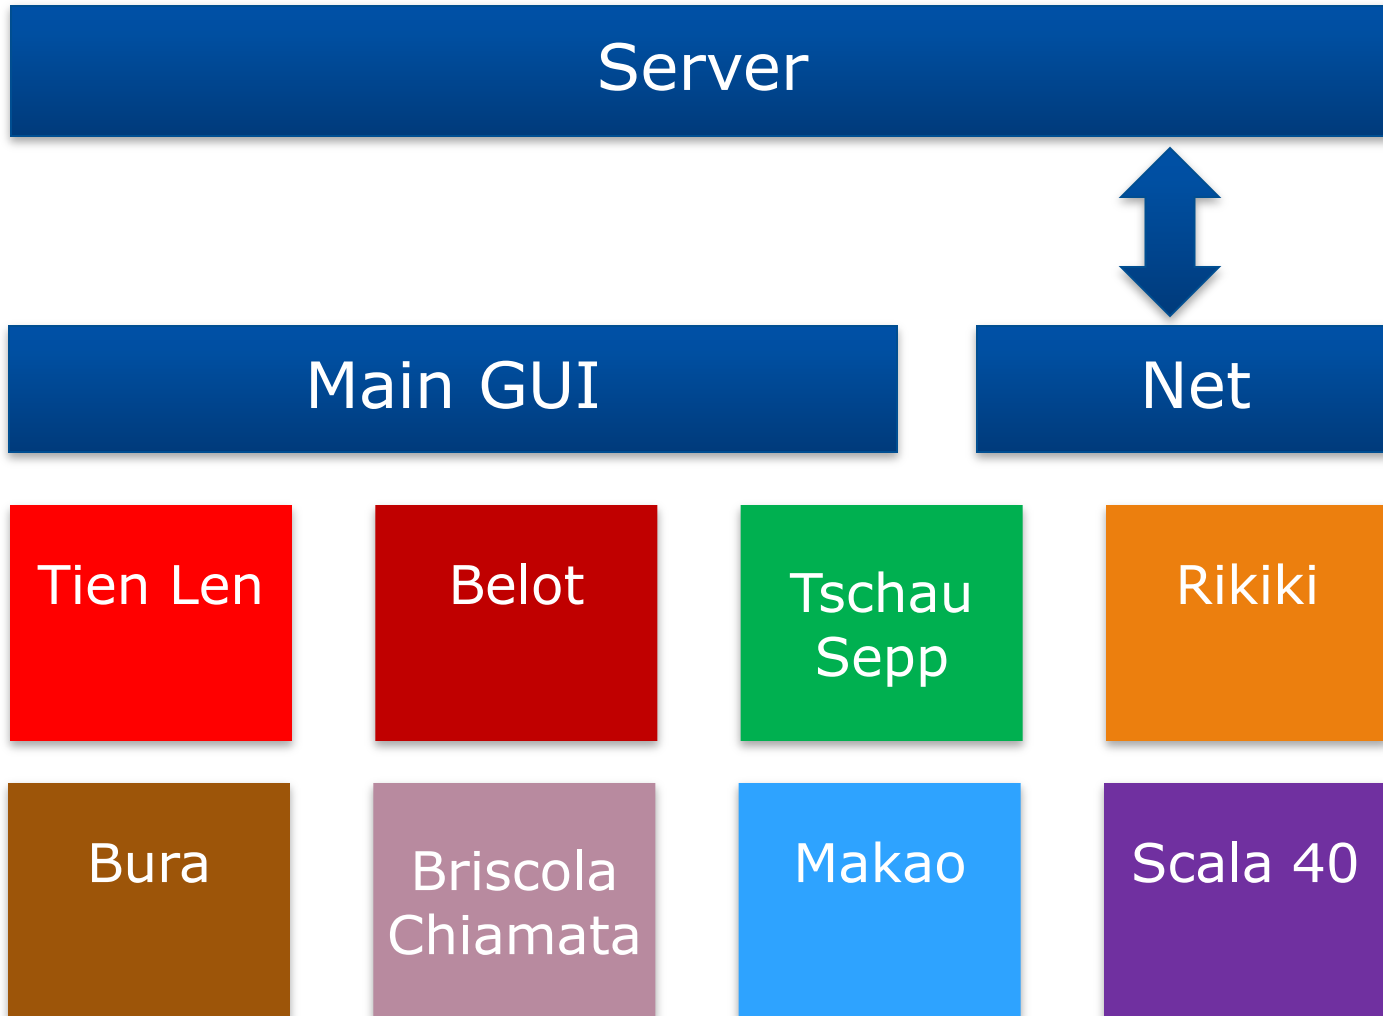 Server
Main GUI
Net
Tien Len
Belot
Tschau
Sepp
Rikiki
Bura
Briscola
Chiamata
Makao
Scala 40